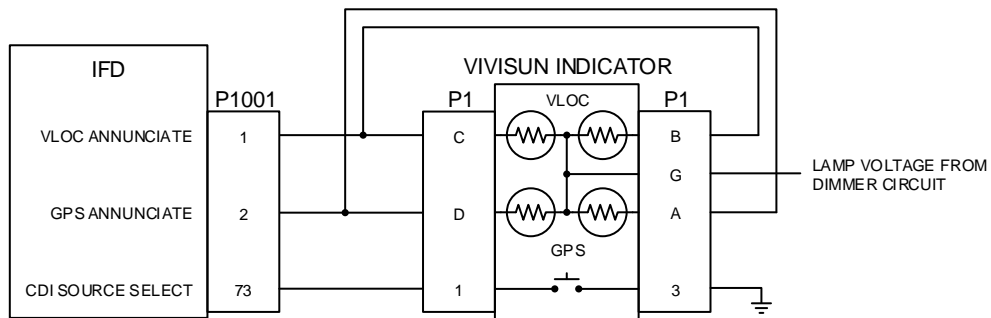 IFD
P1001
VLOC ANNUNCIATE 1
GPS ANNUNCIATE 2
CDI SOURCE SELECT 73
VIVISUN INDICATOR
P1
P1
VLOC
C
B
G
D
A
GPS
1
3
LAMP VOLTAGE FROM
DIMMER CIRCUIT